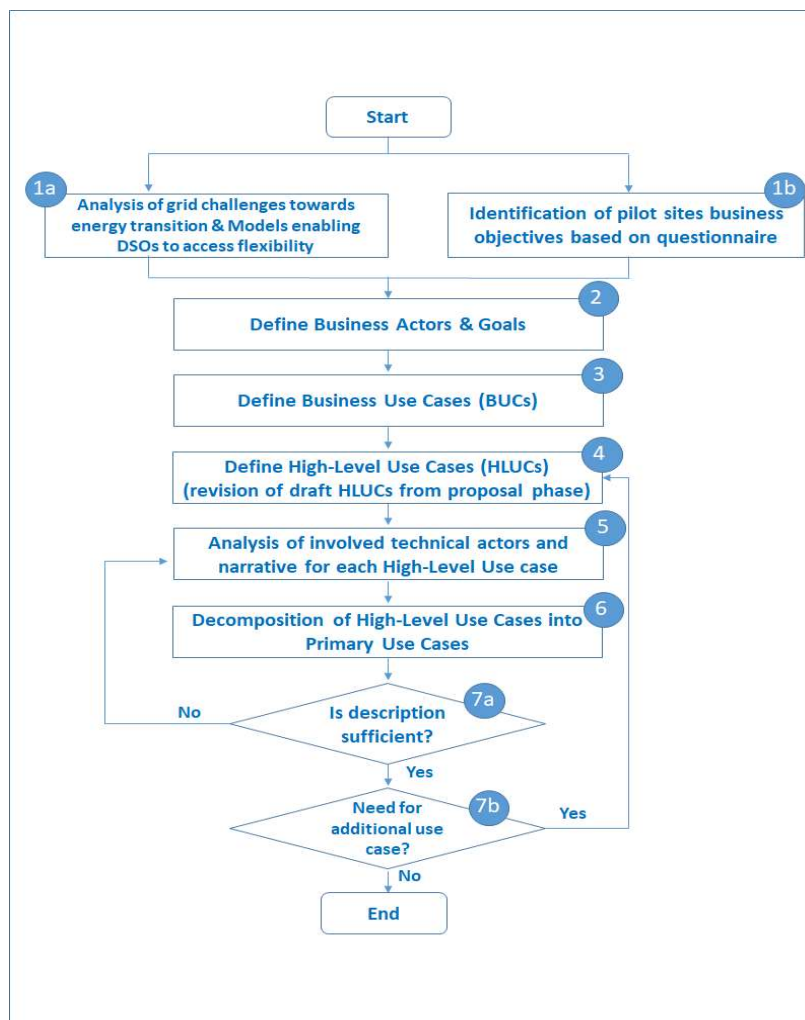 Start
1a
Analysis of grid challenges towards
energy transition & Models enabling
DSOs to access flexibility
1b
Identification of pilot sites business
objectives based on questionnaire
2
Define Business Actors & Goals
3
Define Business Use Cases (BUCs)
4
Define High-Level Use Cases (HLUCs)
(revision of draft HLUCs from proposal phase)
5
Analysis of involved technical actors and
narrative for each High-Level Use case
6
Decomposition of High-Level Use Cases into
Primary Use Cases
7a
No
Is description
sufficient?
Yes
7b
Need for
additional use
case?
Yes
No
End